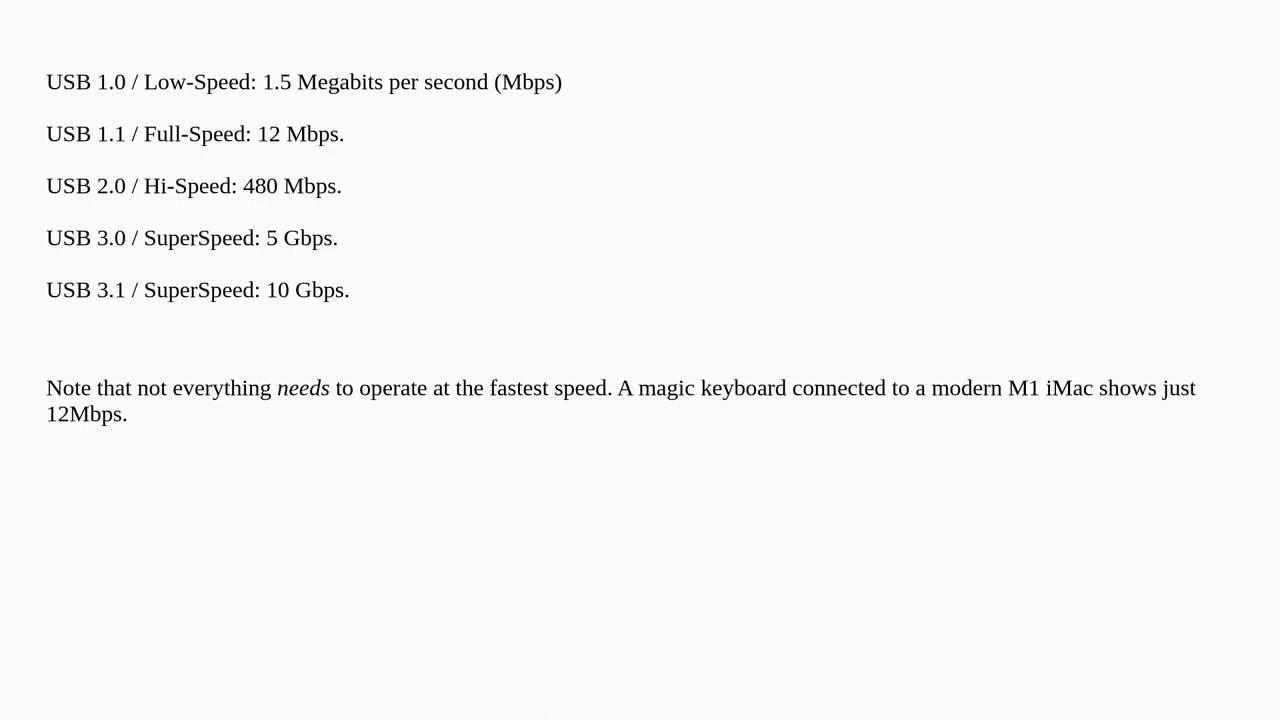 USB 1.0 / Low-Speed: 1.5 Megabits per second (Mbps)
USB 1.1 / Full-Speed: 12 Mbps.
USB 2.0 / Hi-Speed: 480 Mbps.
USB 3.0 / SuperSpeed: 5 Gbps.
USB 3.1 / SuperSpeed: 10 Gbps.
Note that not everything needs to operate at the fastest speed. A magic keyboard connected to a modern M1 iMac shows just
12Mbps.